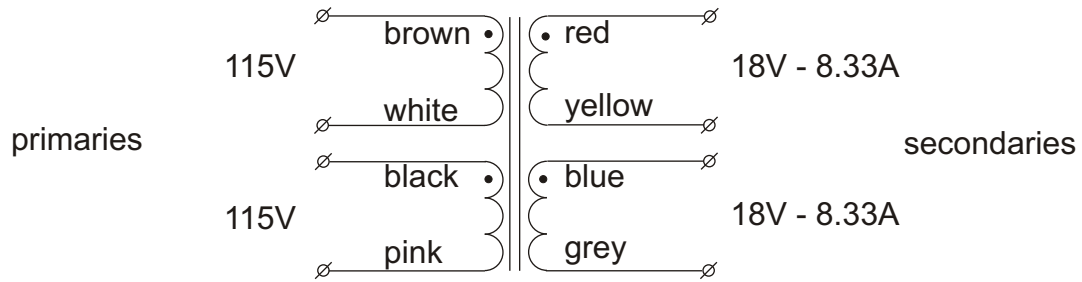 brown
red
115V
18V - 8.33A
white
yellow
primaries
secondaries
black
blue
115V
18V - 8.33A
pink
grey